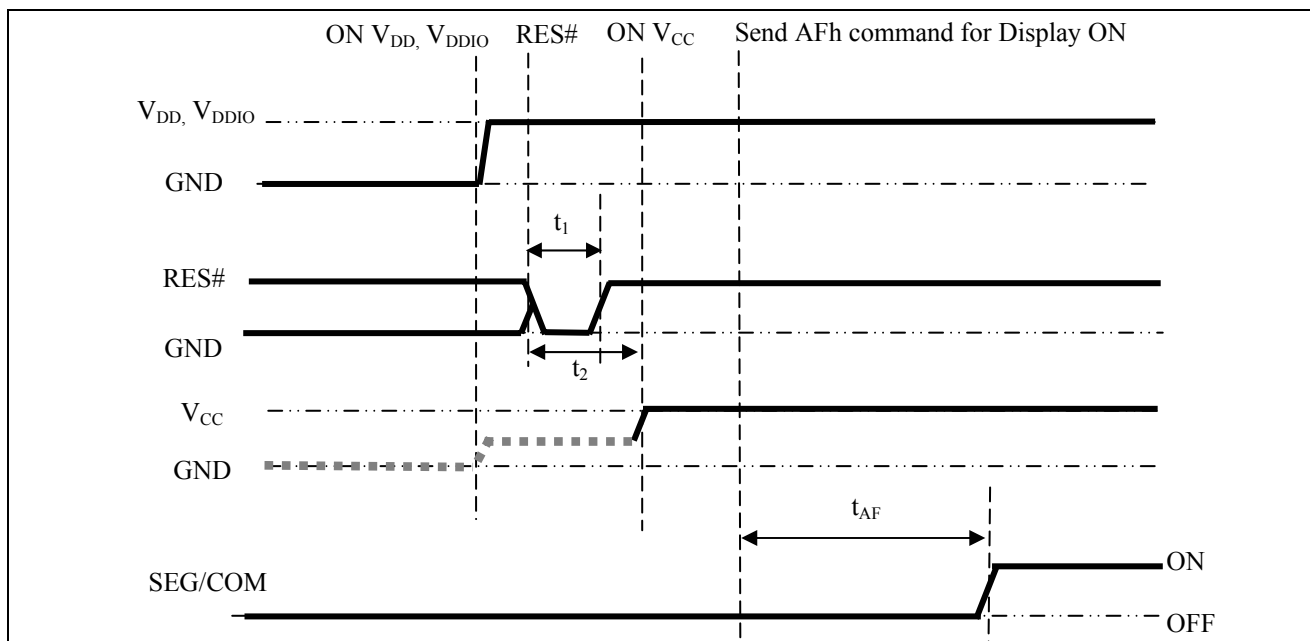 ON V_DD, V_DDIO RES# ON V_CC Send AFh command for Display ON
V_DD, V_DDIO
GND
t_1
RES#
GND
t_2
V_CC
GND
t_AF
ON
SEG/COM
OFF